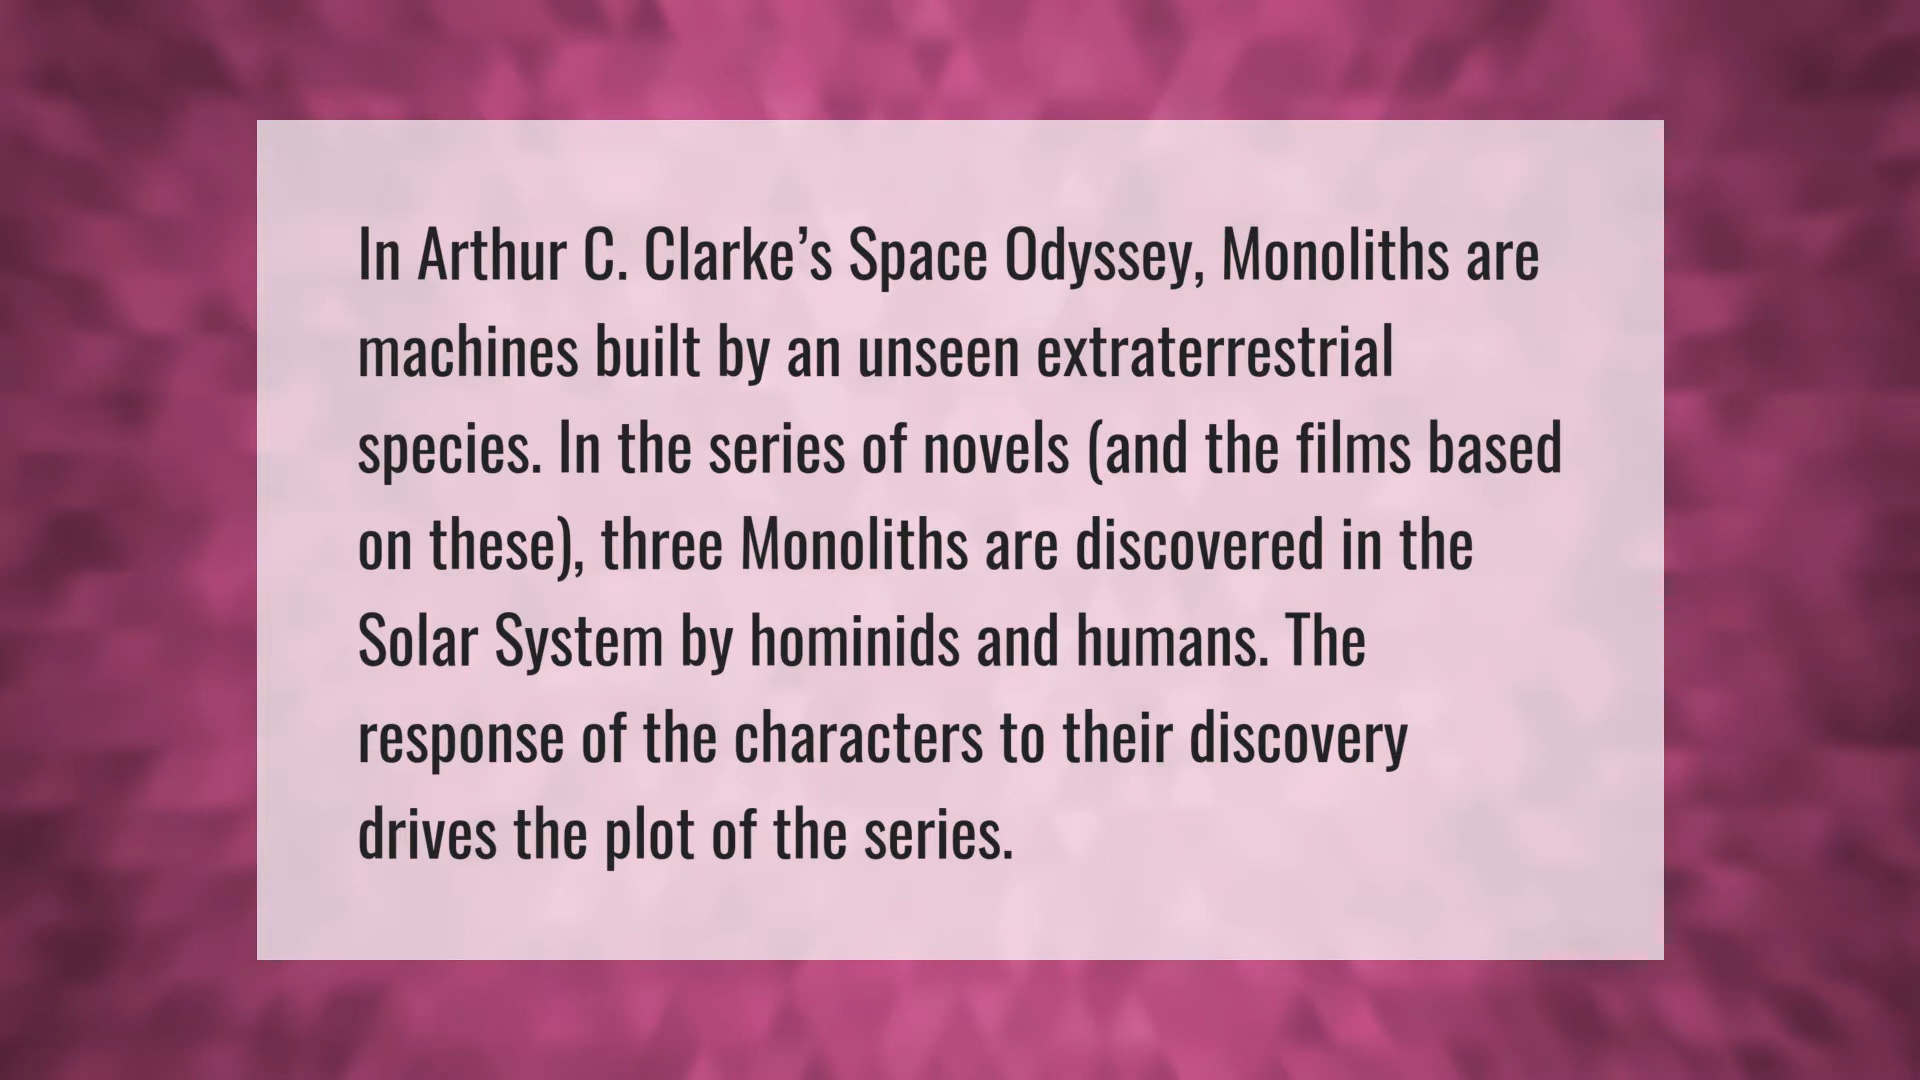 In Arthur C. Clarke’s Space Odyssey, Monoliths are
machines built by an unseen extraterrestrial
species. In the series of novels (and the films based
on these), three Monoliths are discovered in the
Solar System by hominids and humans. The
response of the characters to their discovery
drives the plot of the series.